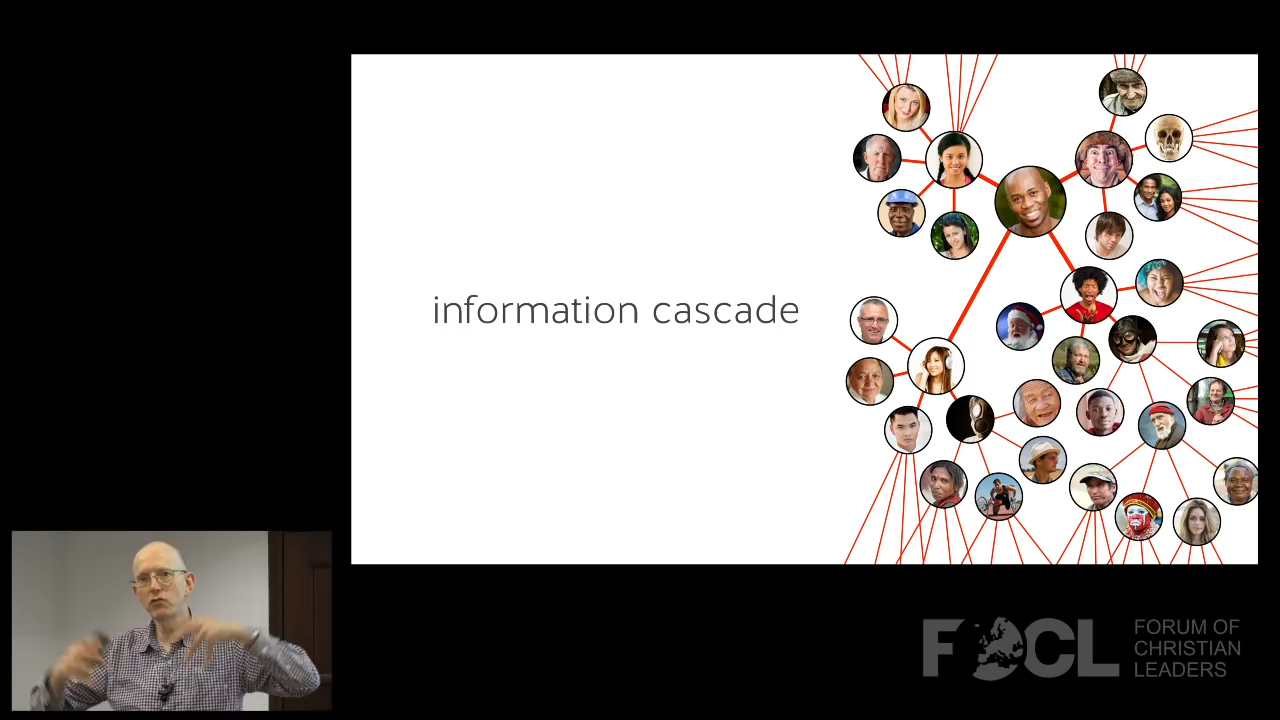 information cascade
FOCL
FORUM OF
CHRISTIAN
LEADERS